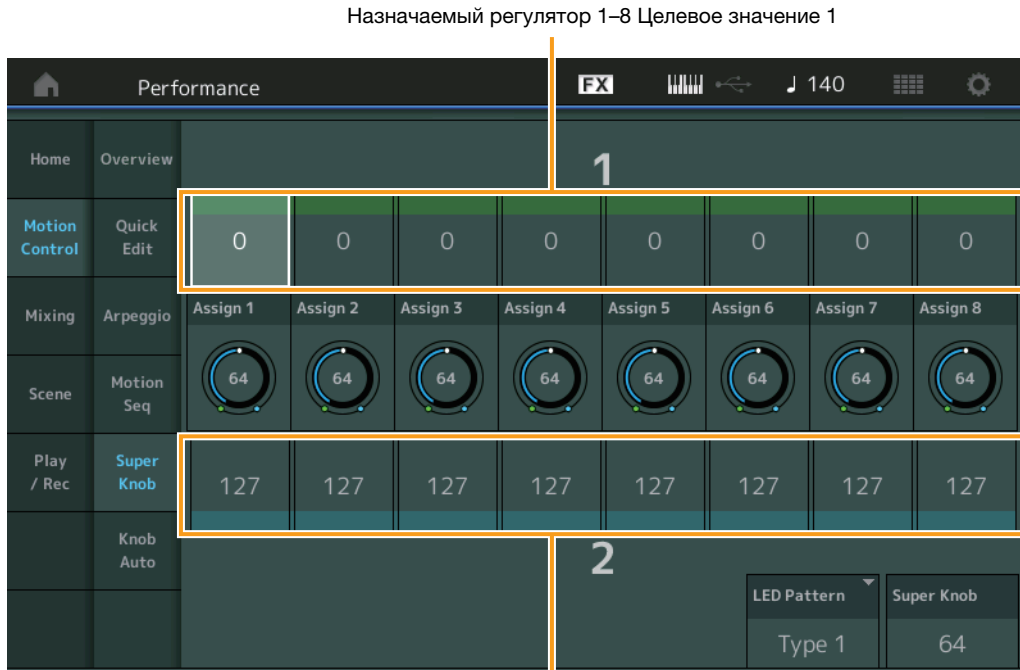 Назначаемый регулятор 1–8 Целевое значение 1
Performance FX 140
Home Overview 1
Motion Control Quick Edit 0 0 0 0 0 0 0 0
Mixing Arpeggio Assign 1 Assign 2 Assign 3 Assign 4 Assign 5 Assign 6 Assign 7 Assign 8
Scene Motion Seq 64 64 64 64 64 64 64 64
Play / Rec Super Knob 127 127 127 127 127 127 127 127
Knob Auto 2
LED Pattern Super Knob
Type 1 64